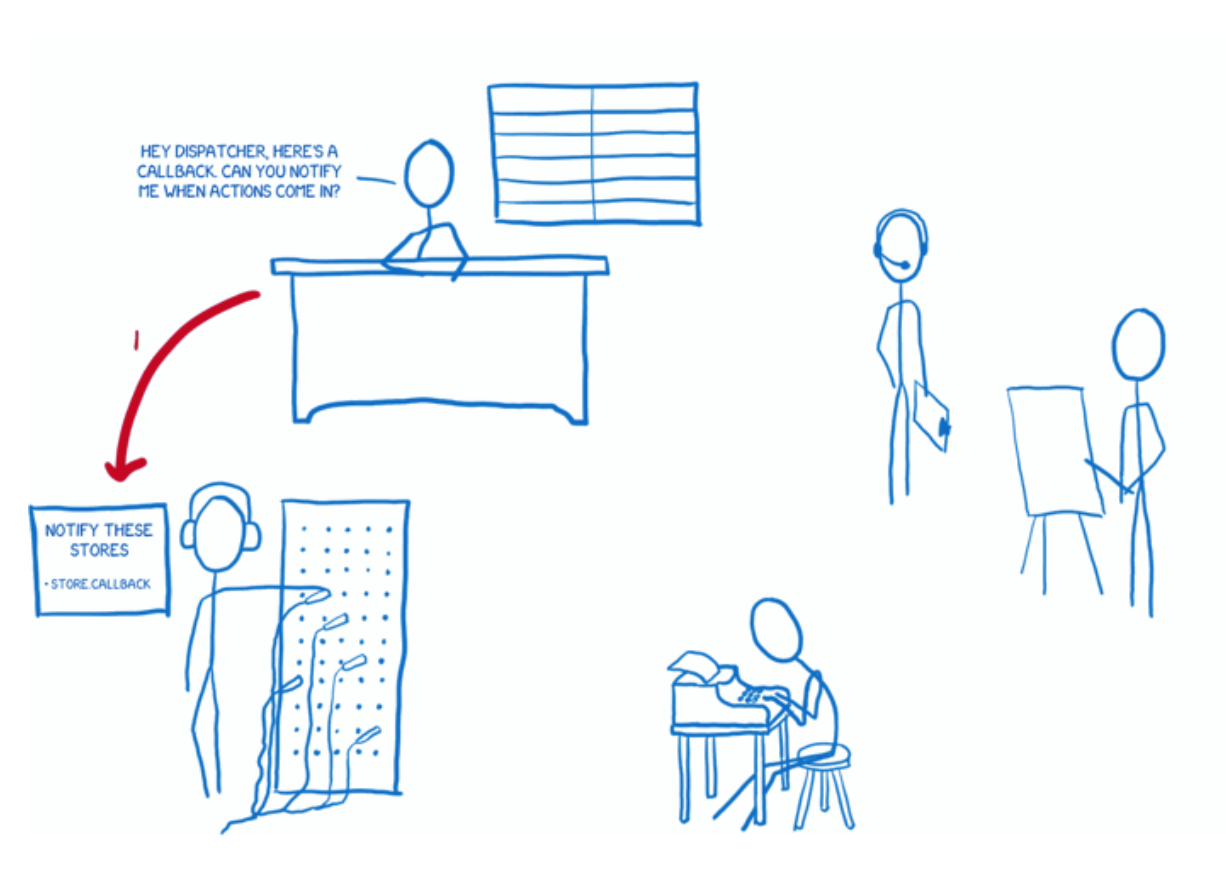 HEY DISPATCHER, HERE'S A
CALLBACK. CAN YOU NOTIFY
ME WHEN ACTIONS COME IN?
1
NOTIFY THESE
STORES
• STORE.CALLBACK